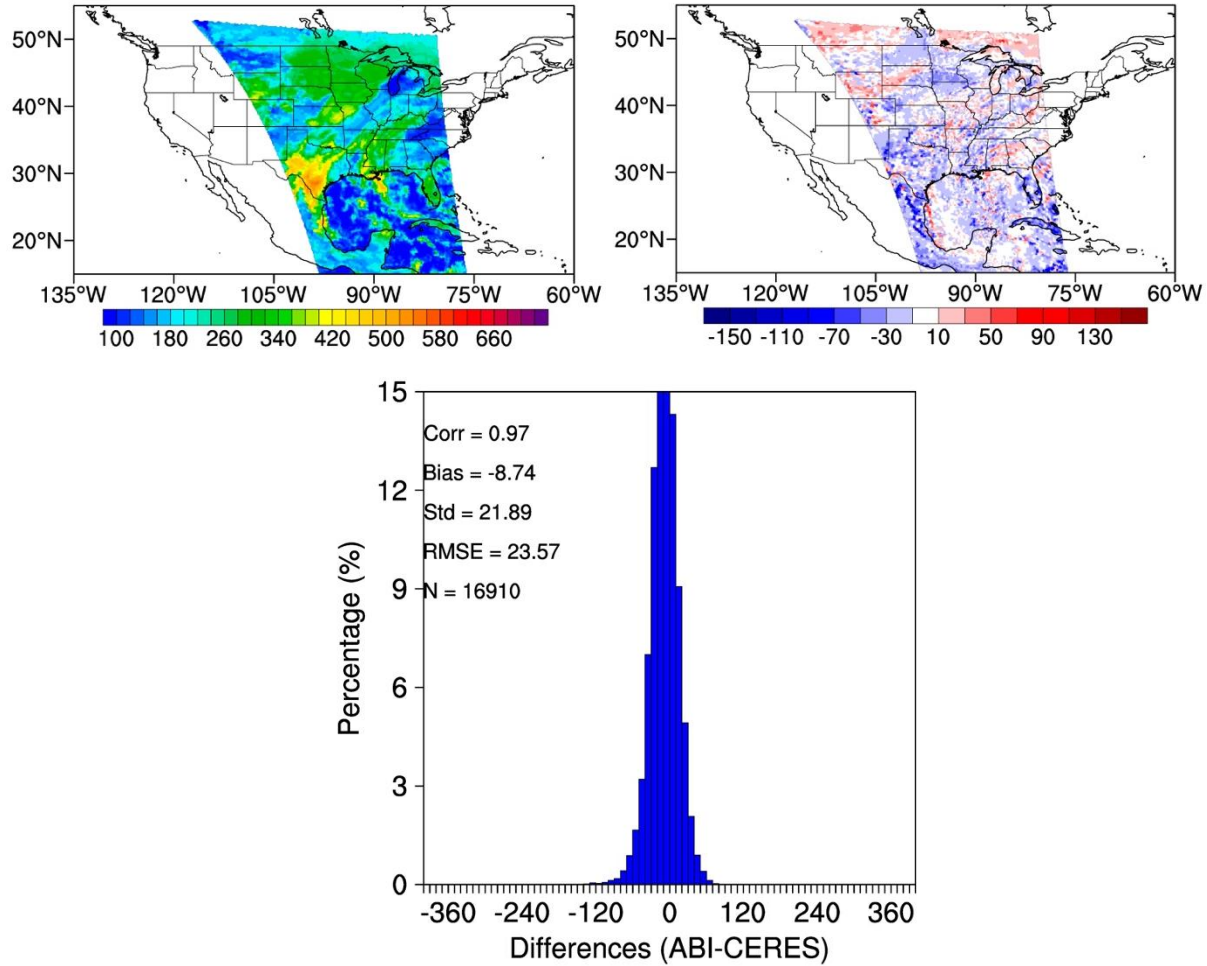 50°N
40°N
30°N
20°N
135°W 120°W 105°W 90°W 75°W 60°W
100 180 260 340 420 500 580 660
50°N
40°N
30°N
20°N
135°W 120°W 105°W 90°W 75°W 60°W
-150 -110 -70 -30 10 50 90 130
15
12
9
6
3
0
Percentage (%)
Corr = 0.97
Bias = -8.74
Std = 21.89
RMSE = 23.57
N = 16910
-360 -240 -120 0 120 240 360
Differences (ABI-CERES)